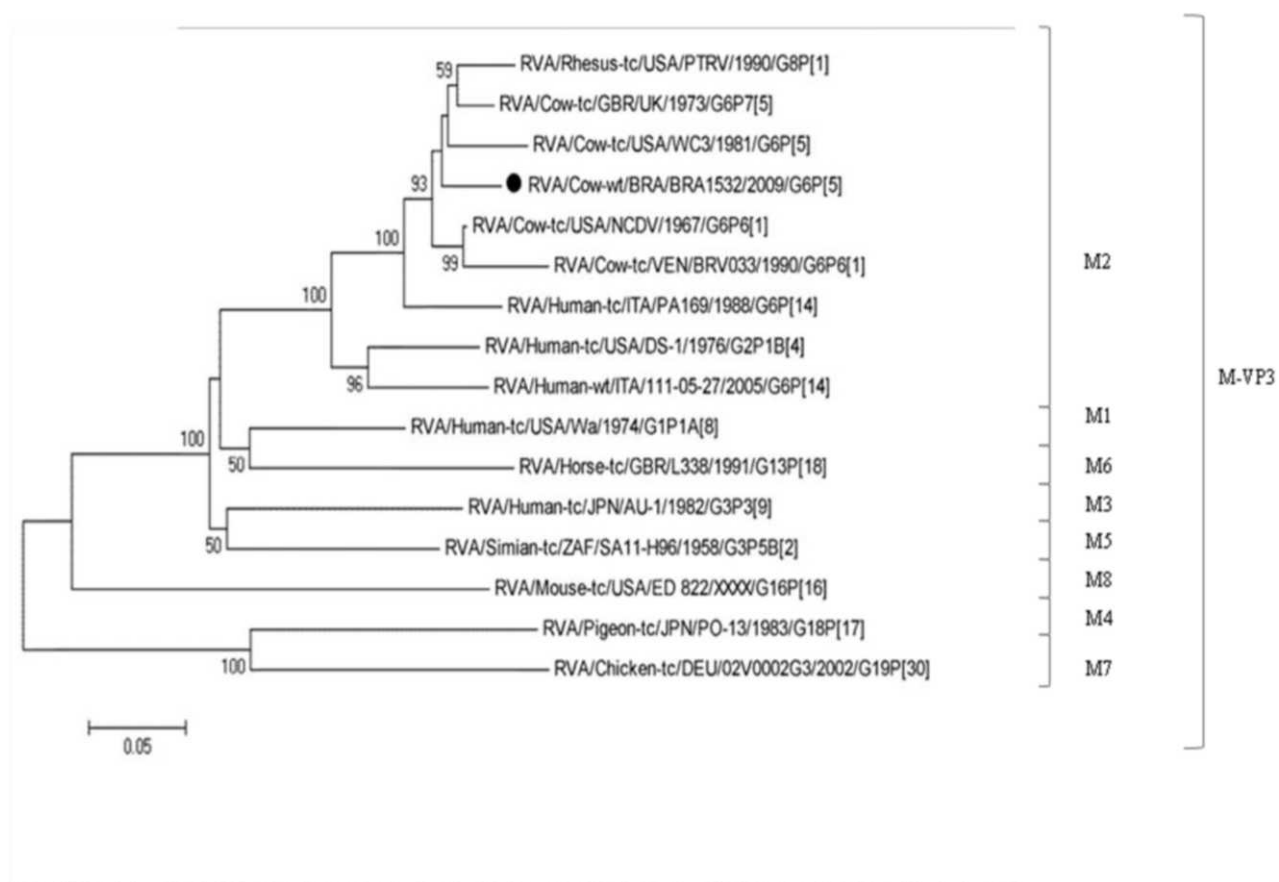 59
RVA/Rhesus-tc/USA/PTRV/1990/G8P[1]
RVA/Cow-tc/GBR/UK/1973/G6P7[5]
RVA/Cow-tc/USA/WC3/1981/G6P[5]
93
RVA/Cow-wt/BRA/BRA1532/2009/G6P[5]
RVA/Cow-tc/USA/NCDV/1967/G6P6[1]
100
99
RVA/Cow-tc/VEN/BRV033/1990/G6P6[1]
M2
100
RVA/Human-tc/ITA/PA169/1988/G6P[14]
RVA/Human-tc/USA/DS-1/1976/G2P1B[4]
96
RVA/Human-wt/ITA/111-05-27/2005/G6P[14]
M-VP3
RVA/Human-tc/USA/Wa/1974/G1P1A[8]
M1
100
50
RVA/Horse-tc/GBR/L338/1991/G13P[18]
M6
RVA/Human-tc/JPN/AU-1/1982/G3P3[9]
M3
50
RVA/Simian-tc/ZAF/SA11-H96/1958/G3P5B[2]
M5
RVA/Mouse-tc/USA/ED 822/XXXX/G16P[16]
M8
RVA/Pigeon-tc/JPN/PO-13/1983/G18P[17]
M4
100
RVA/Chicken-tc/DEU/02V0002G3/2002/G19P[30]
M7
0.05